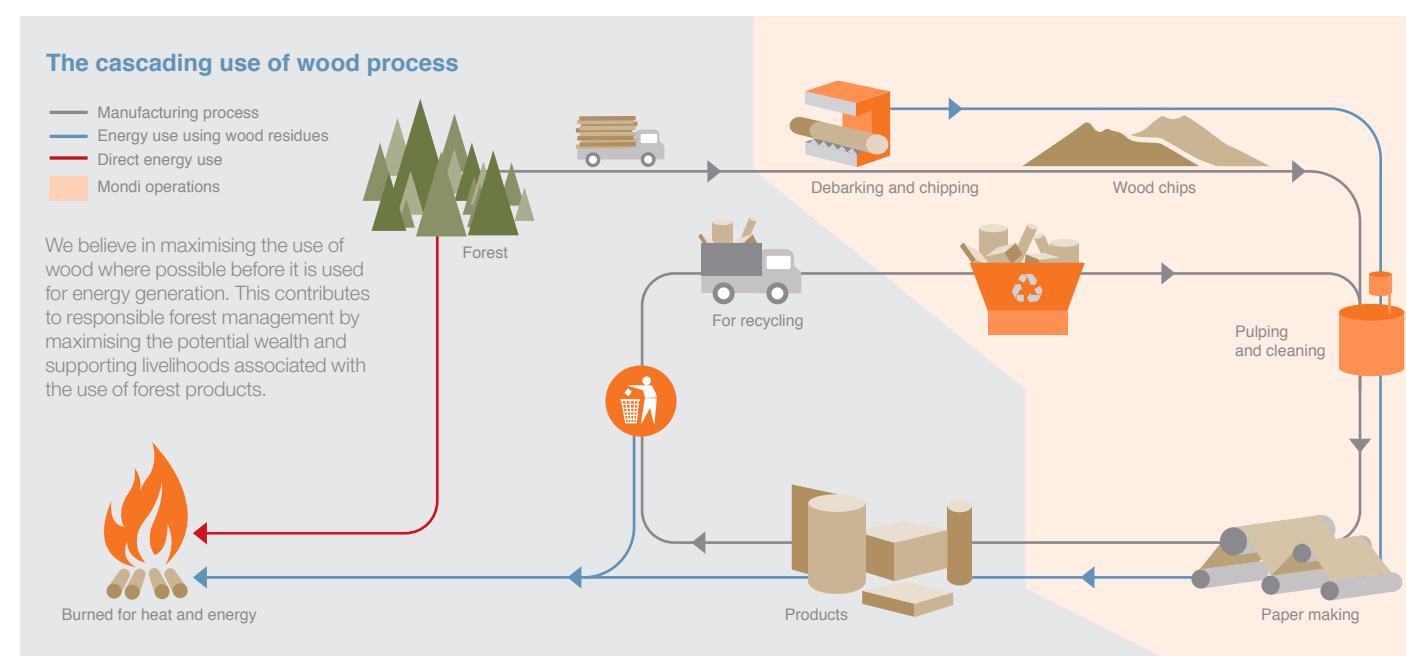 The cascading use of wood process
Manufacturing process
Energy use using wood residues
Direct energy use
Mondi operations
We believe in maximising the use of
wood where possible before it is used
for energy generation. This contributes
to responsible forest management by
maximising the potential wealth and
supporting livelihoods associated with
the use of forest products.
Forest
Debarking and chipping
Wood chips
For recycling
Pulping
and cleaning
Burned for heat and energy
Products
Paper making